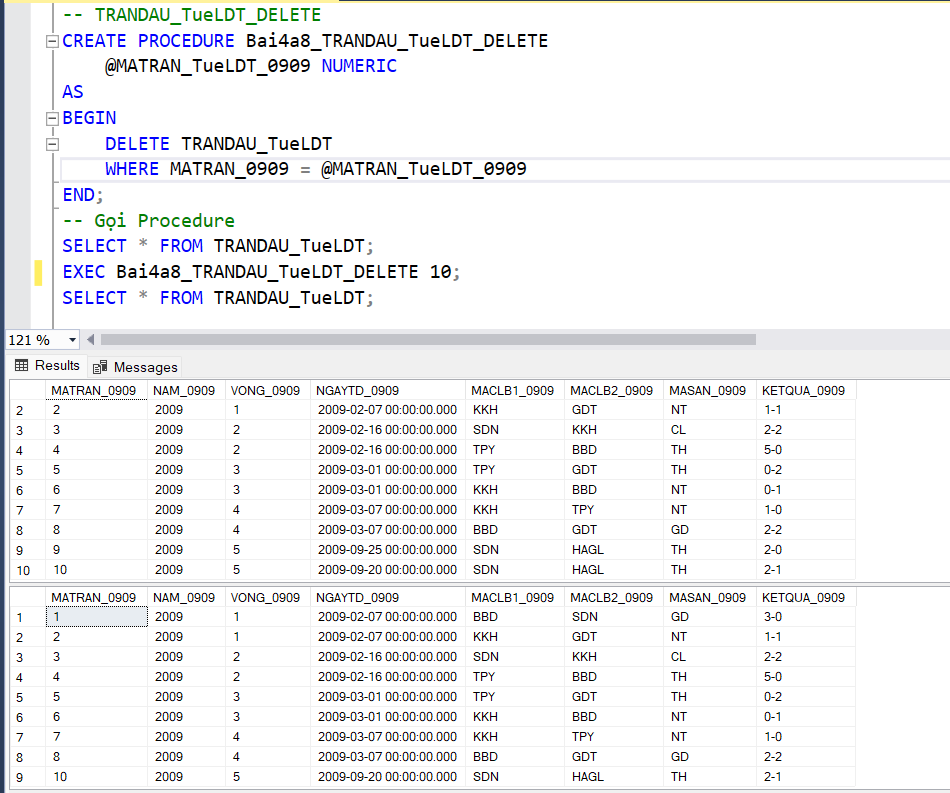 -- TRANDAU_TueLDT_DELETE
CREATE PROCEDURE Bai4a8_TRANDAU_TueLDT_DELETE
@MATRAN_TueLDT_0909 NUMERIC
AS
BEGIN
DELETE TRANDAU_TueLDT
WHERE MATRAN_0909 = @MATRAN_TueLDT_0909
END;
-- Gọi Procedure
SELECT * FROM TRANDAU_TueLDT;
EXEC Bai4a8_TRANDAU_TueLDT_DELETE 10;
SELECT * FROM TRANDAU_TueLDT;
121 %
Results Messages
MATRAN_0909 NAM_0909 VONG_0909 NGAYTD_0909 MACLB1_0909 MACLB2_0909 MASAN_0909 KETQUA_0909
2 2 2009 1 2009-02-07 00:00:00.000 KKH GDT NT 1-1
3 3 2009 2 2009-02-16 00:00:00.000 SDN KKH CL 2-2
4 4 2009 2 2009-02-16 00:00:00.000 TPY BBD TH 5-0
5 5 2009 3 2009-03-01 00:00:00.000 TPY GDT TH 0-2
6 6 2009 3 2009-03-01 00:00:00.000 KKH BBD NT 0-1
7 7 2009 4 2009-03-07 00:00:00.000 KKH TPY NT 1-0
8 8 2009 4 2009-03-07 00:00:00.000 BBD GDT GD 2-2
9 9 2009 5 2009-09-25 00:00:00.000 SDN HAGL TH 2-0
10 10 2009 5 2009-09-20 00:00:00.000 SDN HAGL TH 2-1
MATRAN_0909 NAM_0909 VONG_0909 NGAYTD_0909 MACLB1_0909 MACLB2_0909 MASAN_0909 KETQUA_0909
1 1 2009 1 2009-02-07 00:00:00.000 BBD SDN GD 3-0
2 2 2009 1 2009-02-07 00:00:00.000 KKH GDT NT 1-1
3 3 2009 2 2009-02-16 00:00:00.000 SDN KKH CL 2-2
4 4 2009 2 2009-02-16 00:00:00.000 TPY BBD TH 5-0
5 5 2009 3 2009-03-01 00:00:00.000 TPY GDT TH 0-2
6 6 2009 3 2009-03-01 00:00:00.000 KKH BBD NT 0-1
7 7 2009 4 2009-03-07 00:00:00.000 KKH TPY NT 1-0
8 8 2009 4 2009-03-07 00:00:00.000 BBD GDT GD 2-2
9 10 2009 5 2009-09-20 00:00:00.000 SDN HAGL TH 2-1